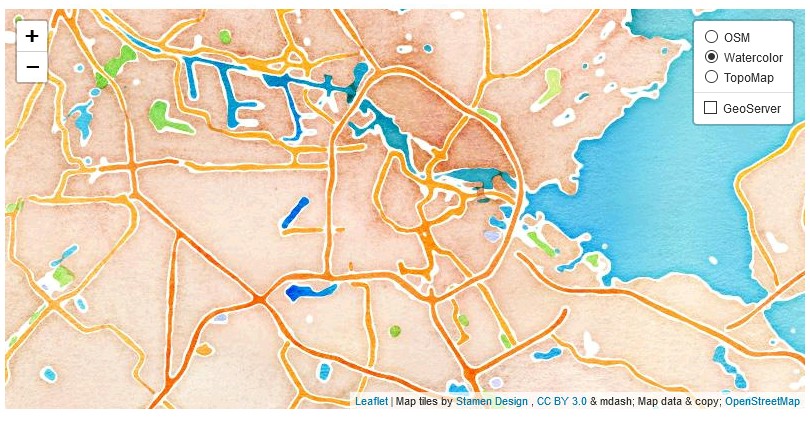 +
−
OSM
Watercolor
TopoMap
GeoServer
Leaflet | Map tiles by Stamen Design , CC BY 3.0 & mdash; Map data & copy; OpenStreetMap